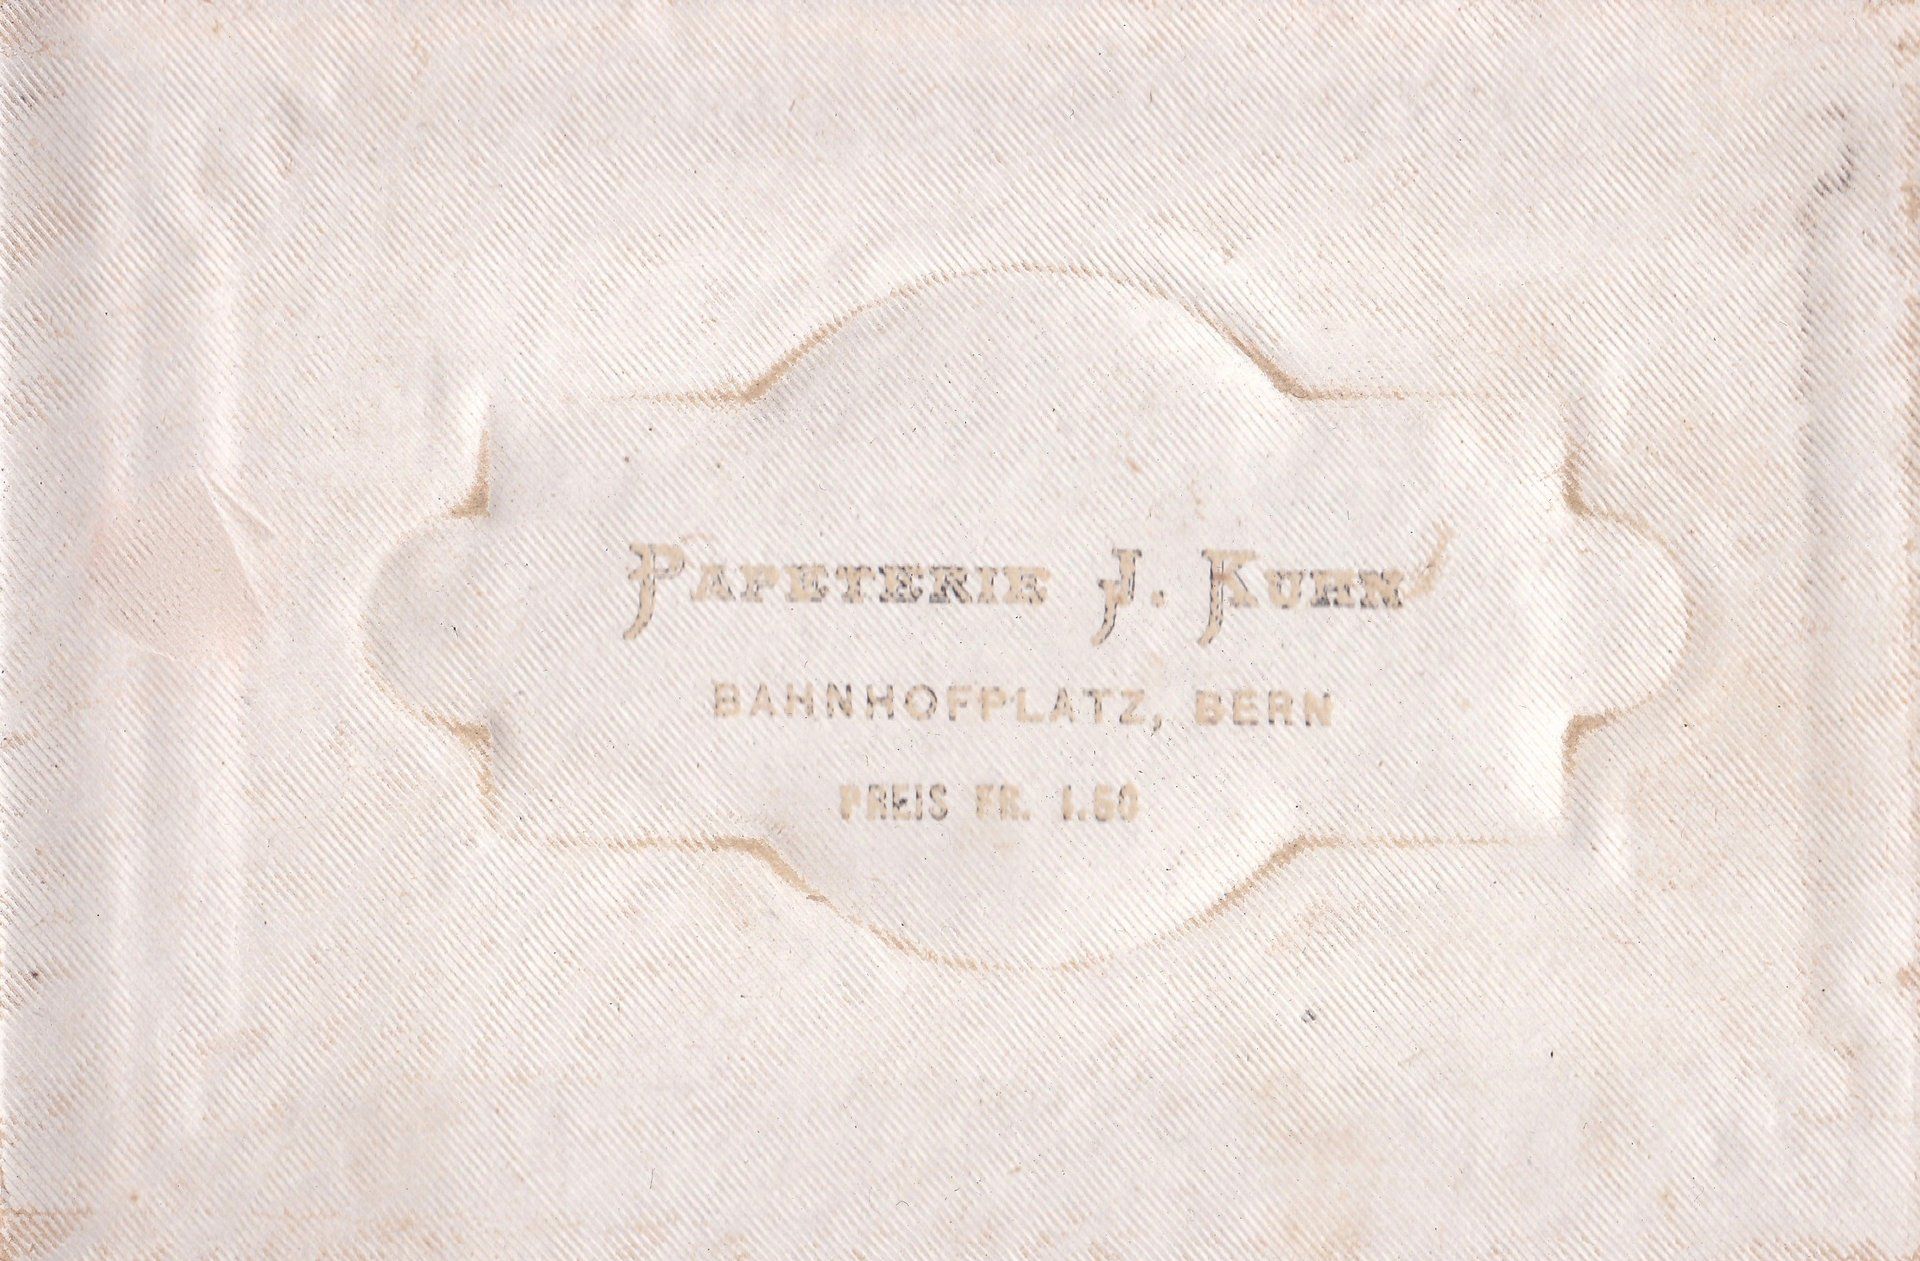 PAPETERIE J. KUHN
BAHNHOFPLATZ, BERN
PREIS FR. 1.50